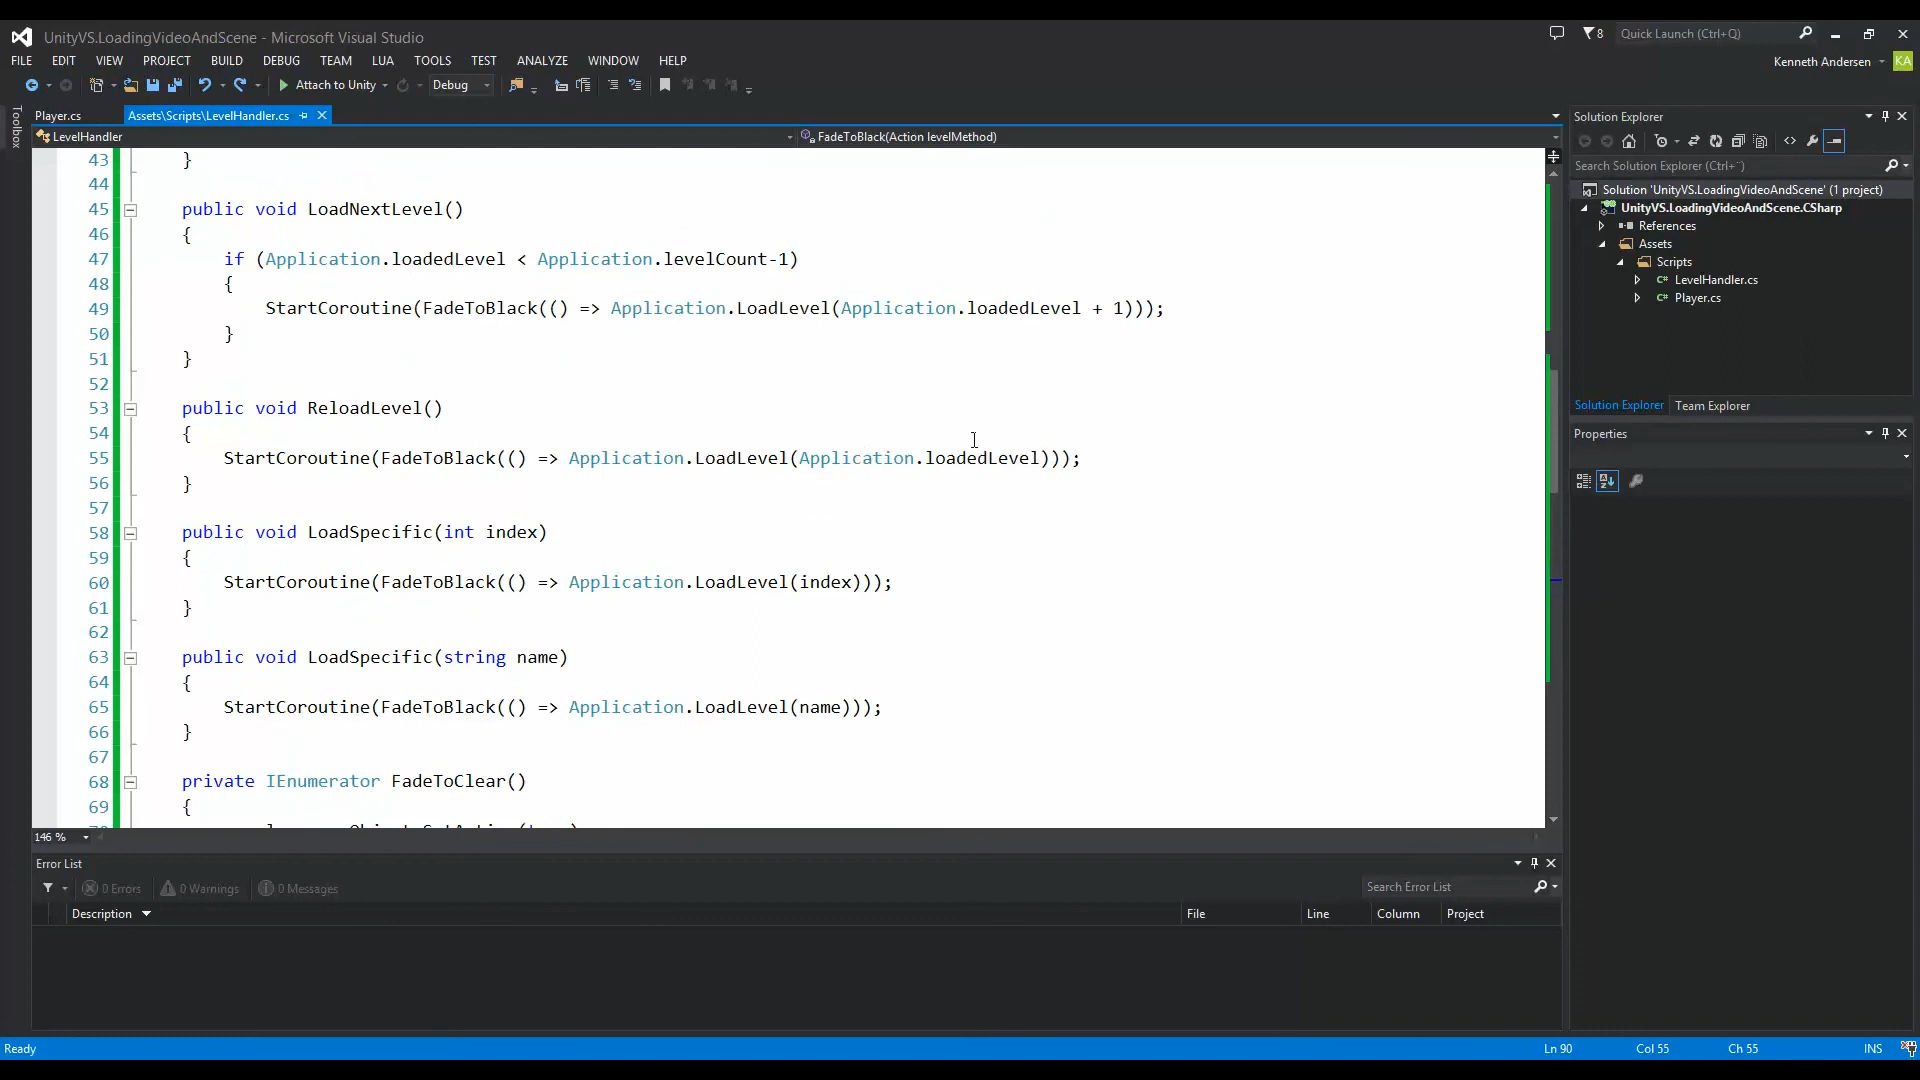 UnityVS.LoadingVideoAndScene - Microsoft Visual Studio
8
Quick Launch (Ctrl+Q)
FILE EDIT VIEW PROJECT BUILD DEBUG TEAM LUA TOOLS TEST ANALYZE WINDOW HELP
Kenneth Andersen
KA
Attach to Unity
Debug
Toolbox
Player.cs
Assets\Scripts\LevelHandler.cs
LevelHandler
FadeToBlack(Action levelMethod)
43 }
44
45 public void LoadNextLevel()
46 {
47 if (Application.loadedLevel < Application.levelCount-1)
48 {
49 StartCoroutine(FadeToBlack(() => Application.LoadLevel(Application.loadedLevel + 1)));
50 }
51 }
52
53 public void ReloadLevel()
54 {
55 StartCoroutine(FadeToBlack(() => Application.LoadLevel(Application.loadedLevel)));
56 }
57
58 public void LoadSpecific(int index)
59 {
60 StartCoroutine(FadeToBlack(() => Application.LoadLevel(index)));
61 }
62
63 public void LoadSpecific(string name)
64 {
65 StartCoroutine(FadeToBlack(() => Application.LoadLevel(name)));
66 }
67
68 private IEnumerator FadeToClear()
69 {
146 %
Solution Explorer
Search Solution Explorer (Ctrl+¨)
Solution 'UnityVS.LoadingVideoAndScene' (1 project)
UnityVS.LoadingVideoAndScene.CSharp
References
Assets
Scripts
LevelHandler.cs
Player.cs
Solution Explorer Team Explorer
Properties
Error List
0 Errors 0 Warnings 0 Messages
Search Error List
Description File Line Column Project
Ready
Ln 90 Col 55 Ch 55 INS